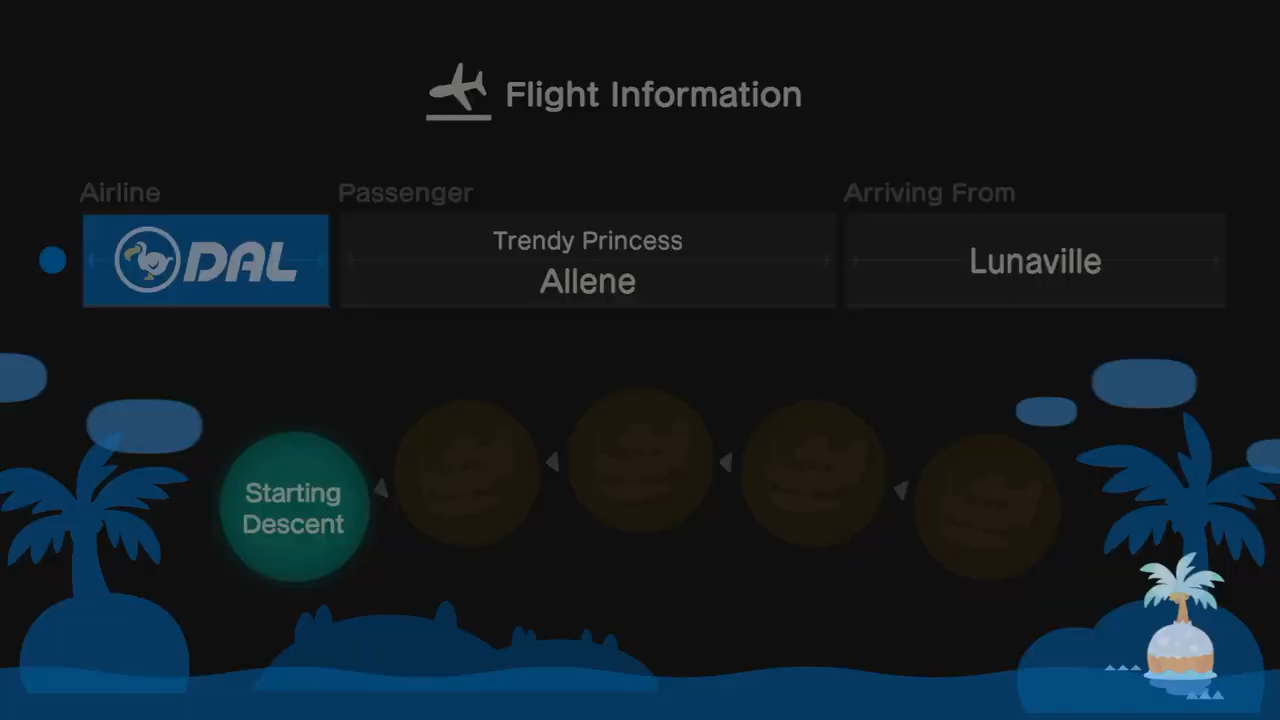 Flight Information
Airline
Passenger
Arriving From
DAL
Trendy Princess
Allene
Lunaville
Starting
Descent